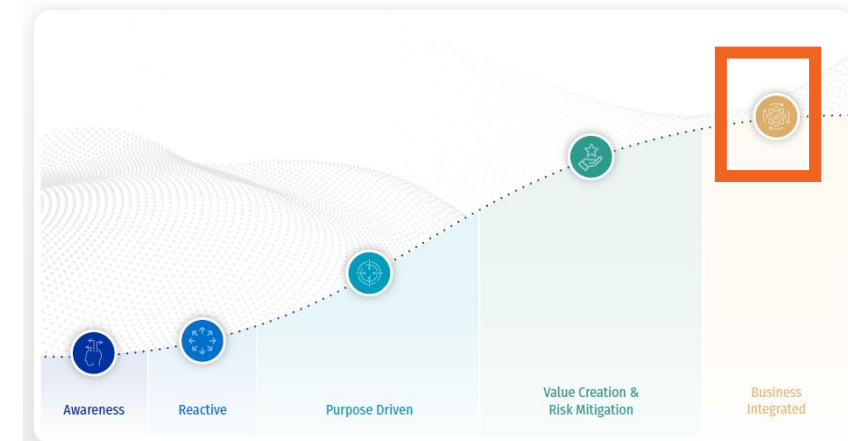 Awareness
Reactive
Purpose Driven
Value Creation &
Risk Mitigation
Business
Integrated